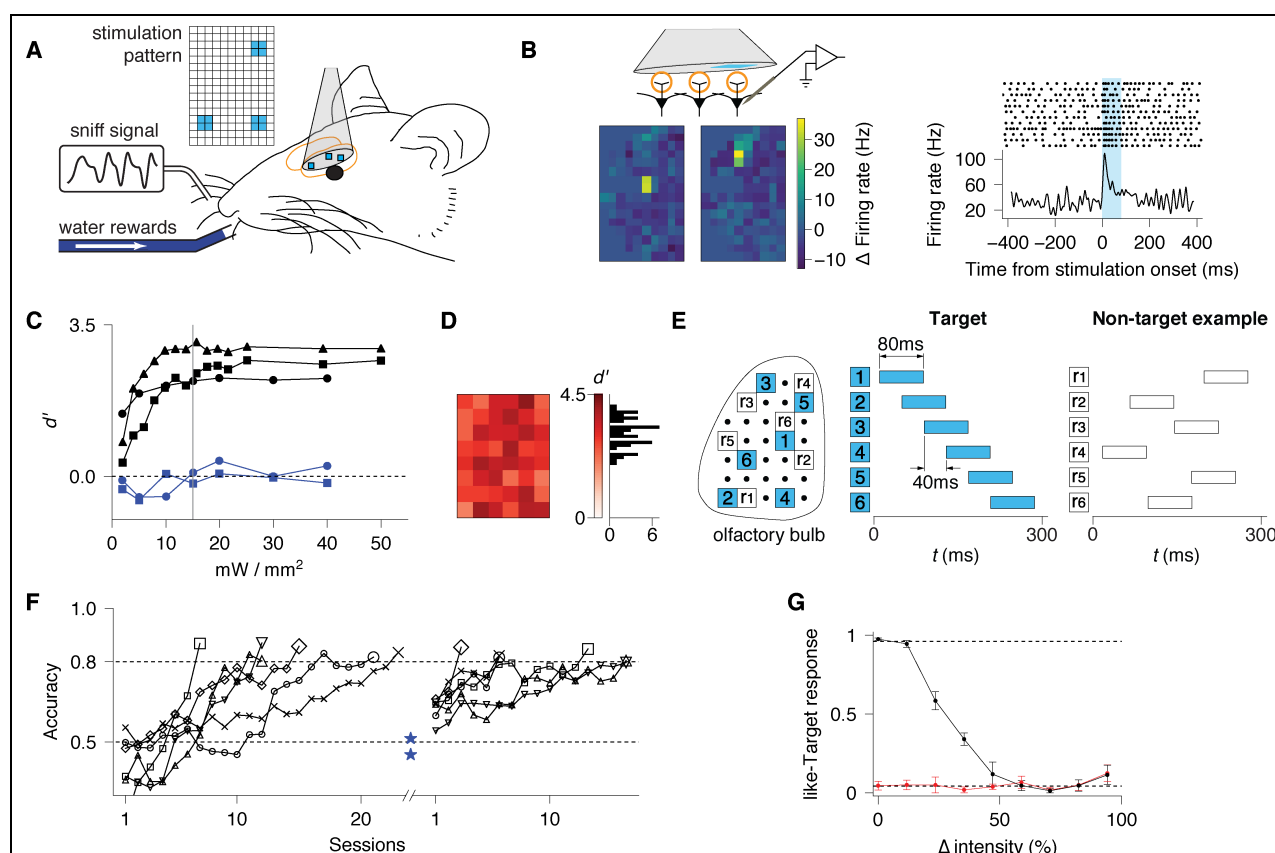 A
stimulation
pattern
sniff signal
water rewards
B
30
20
10
0
−10
Δ Firing rate (Hz)
Firing rate (Hz)
100
60
20
−400
−200
0
200
400
Time from stimulation onset (ms)
C
3.5
0.0
d'
0
10
20
30
40
50
mW / mm²
D
d'
4.5
0
0
6
E
3
r4
r3
5
r6
r5
1
6
r2
2
r1
4
olfactory bulb
Target
80ms
1
2
3
4
5
6
40ms
0
300
t (ms)
Non-target example
r1
r2
r3
r4
r5
r6
0
300
t (ms)
F
1.0
0.8
0.5
Accuracy
1
10
20
1
10
Sessions
G
1
0.5
0
like-Target response
0
50
100
Δ intensity (%)